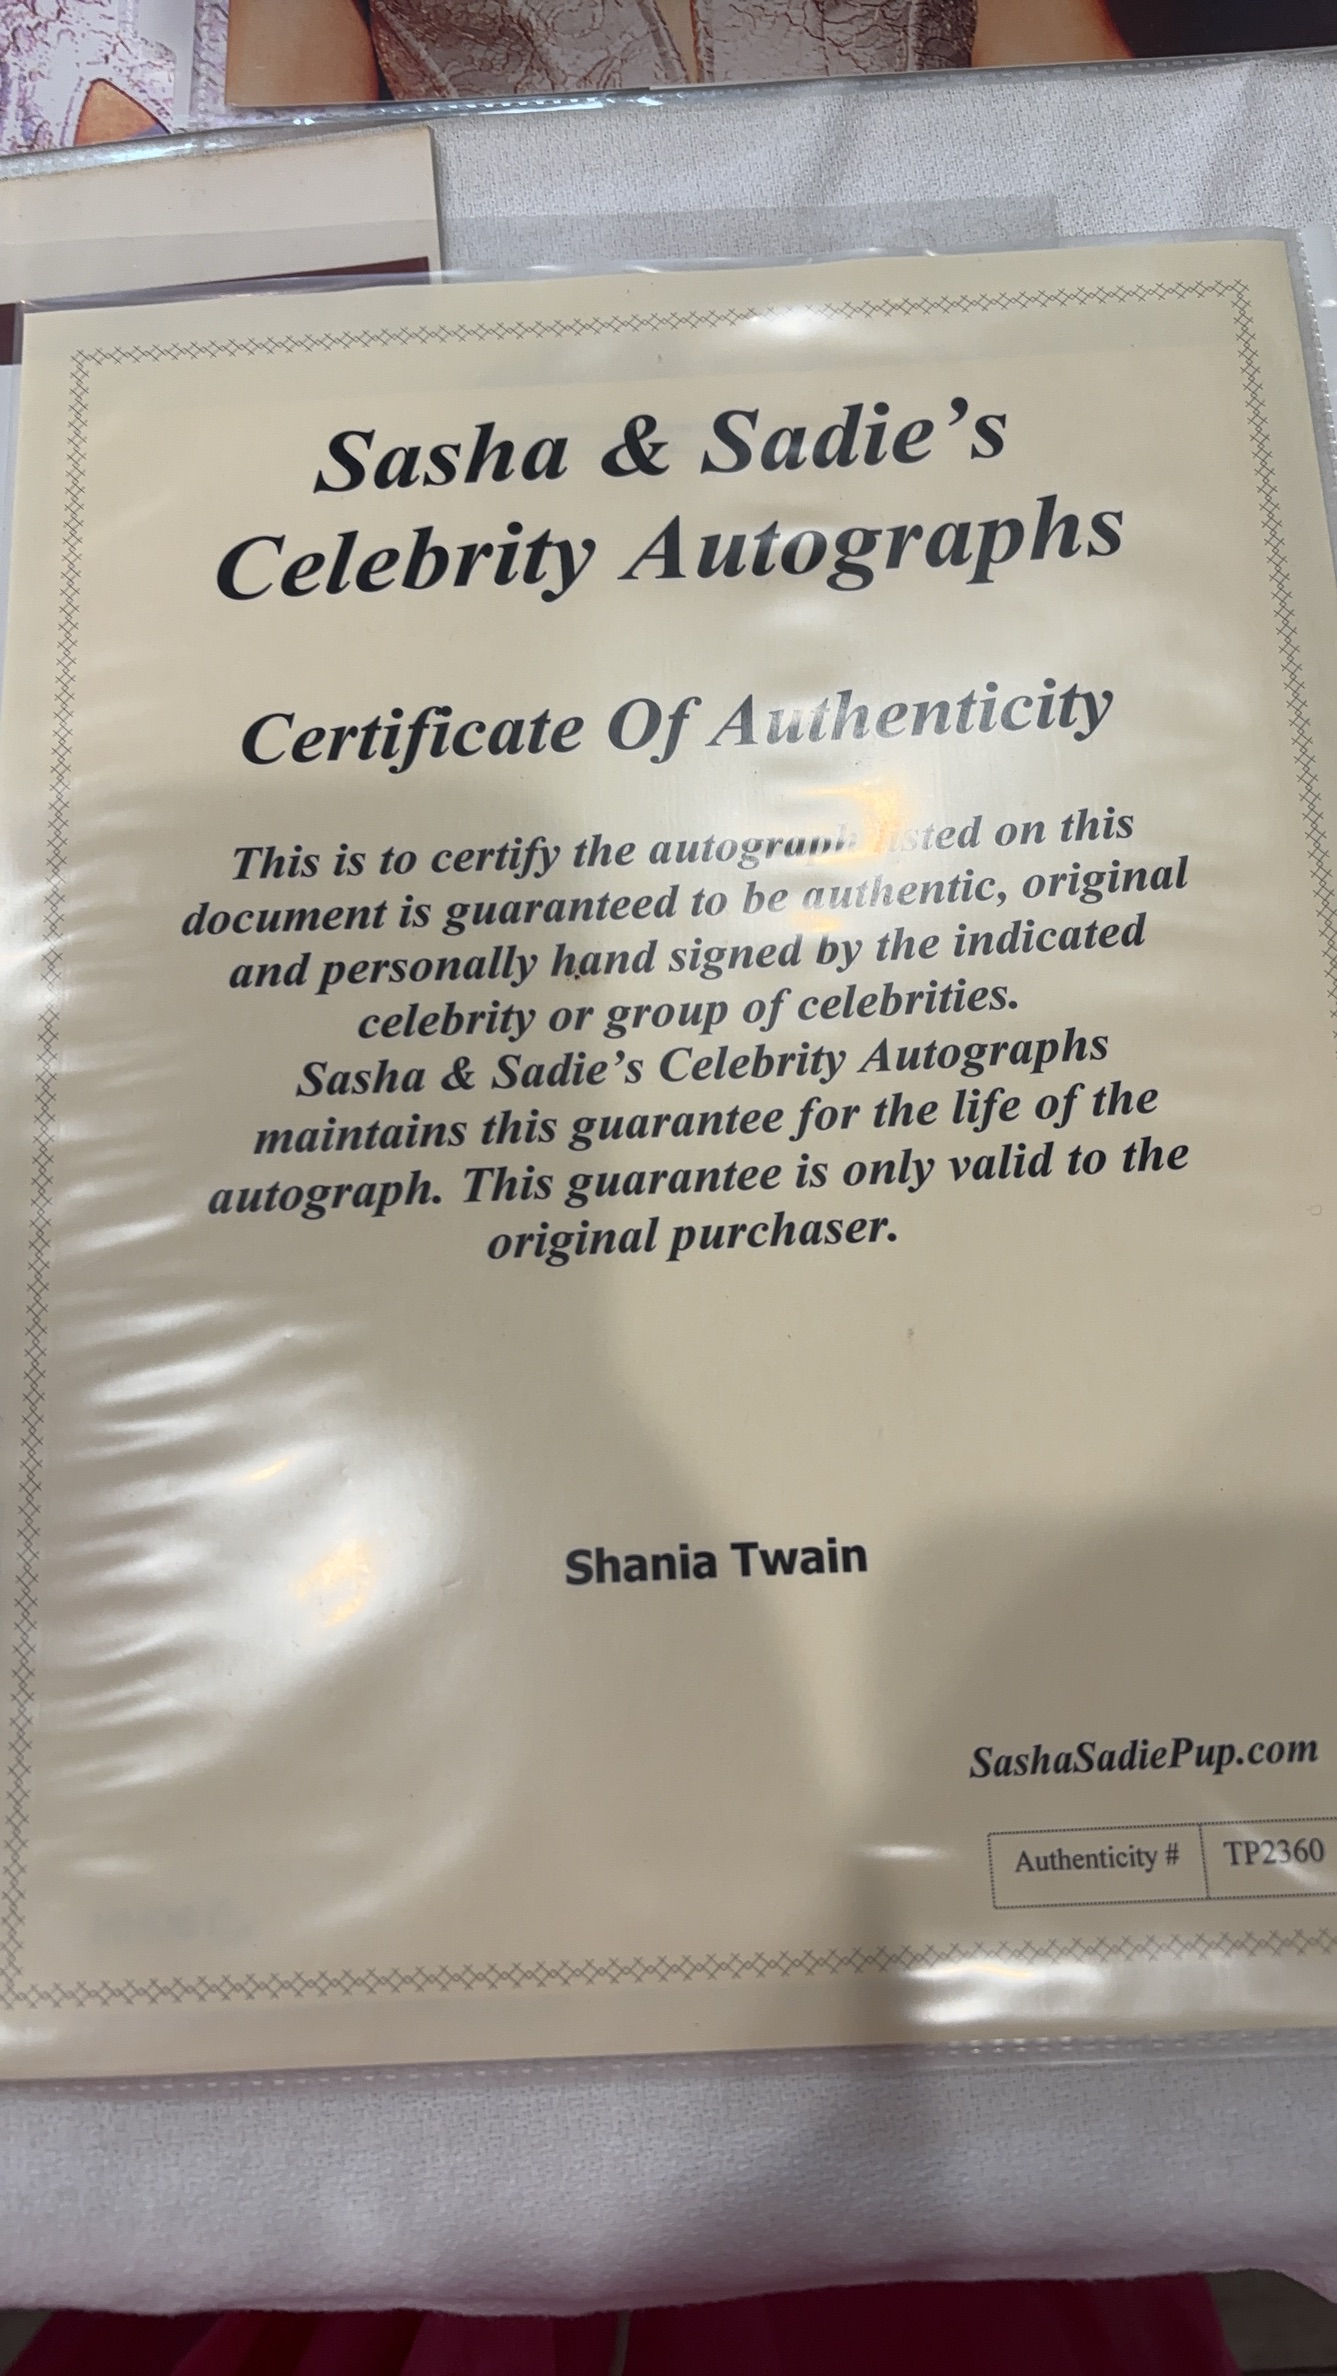 Sasha & Sadie’s
Celebrity Autographs
Certificate Of Authenticity
This is to certify the autograph listed on this
document is guaranteed to be authentic, original
and personally hand signed by the indicated
celebrity or group of celebrities.
Sasha & Sadie’s Celebrity Autographs
maintains this guarantee for the life of the
autograph. This guarantee is only valid to the
original purchaser.
Shania Twain
SashaSadiePup.com
Authenticity # TP2360